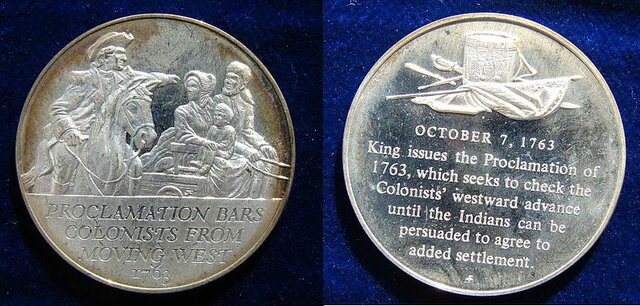 PROCLAMATION BARS
COLONISTS FROM
MOVING WEST
1763
OCTOBER 7, 1763
King issues the Proclamation of
1763, which seeks to check the
Colonists' westward advance
until the Indians can be
persuaded to agree to
added settlement.